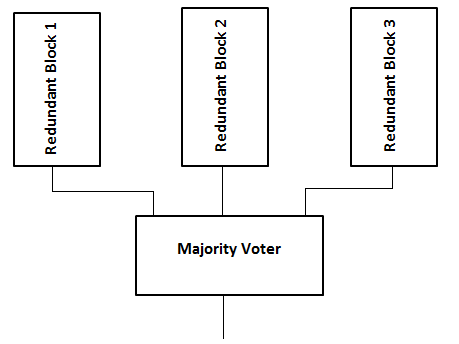 Redundant Block 1
Redundant Block 2
Redundant Block 3
Majority Voter